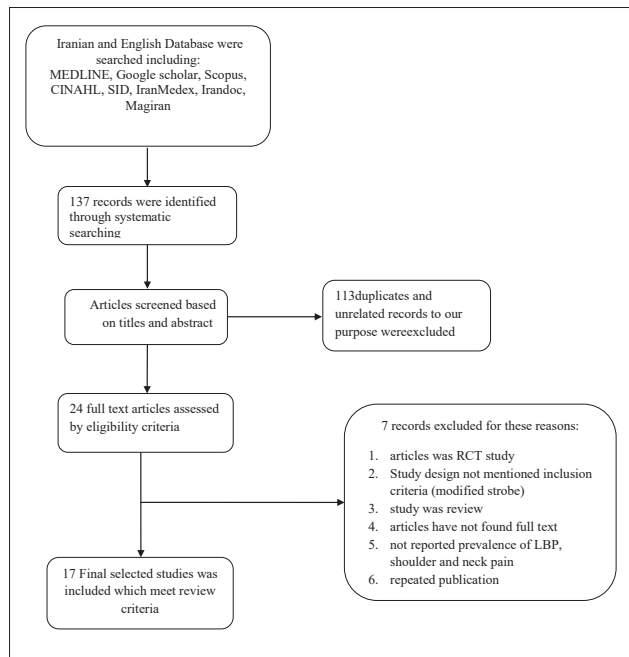 Iranian and English Database were
searched including:
MEDLINE, Google scholar, Scopus,
CINAHL, SID, IranMedex, Irandoc,
Magiran
137 records were identified
through systematic
searching
Articles screened based
on titles and abstract
113duplicates and
unrelated records to our
purpose wereexcluded
24 full text articles assessed
by eligibility criteria
7 records excluded for these reasons:
1. articles was RCT study
2. Study design not mentioned inclusion
criteria (modified strobe)
3. study was review
4. articles have not found full text
5. not reported prevalence of LBP,
shoulder and neck pain
6. repeated publication
17 Final selected studies was
included which meet review
criteria